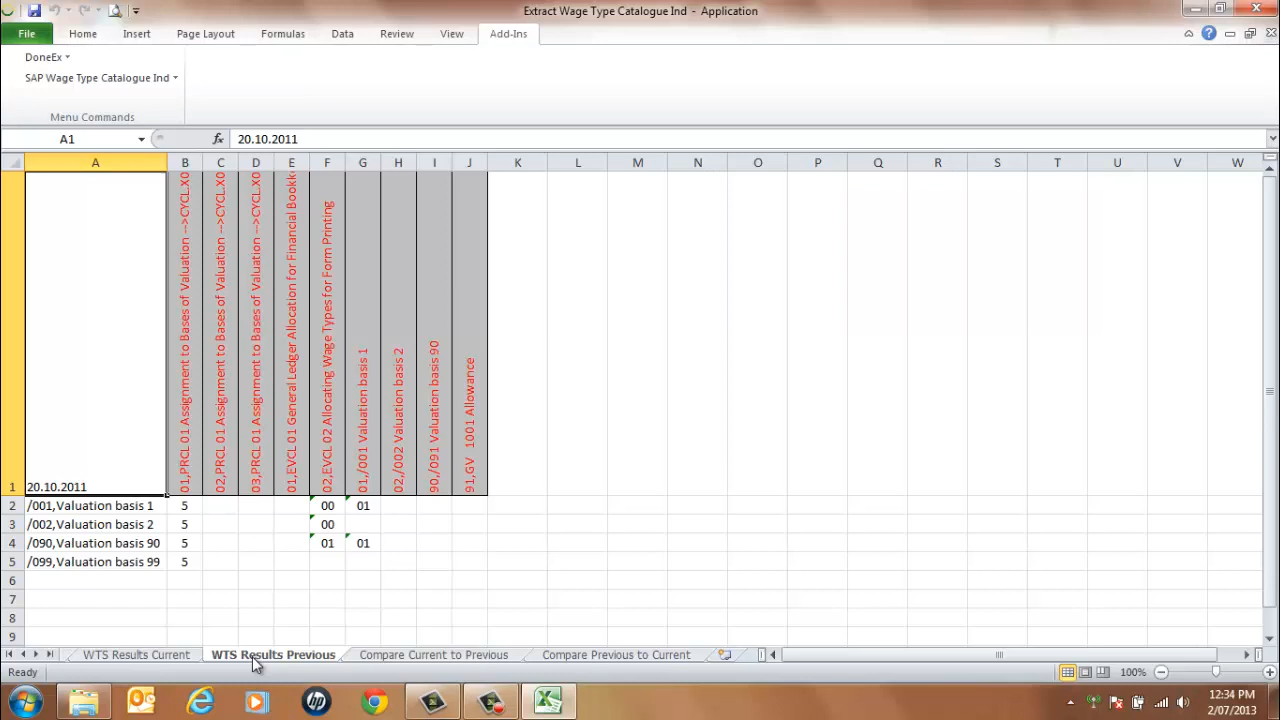 Extract Wage Type Catalogue Ind - Application
File Home Insert Page Layout Formulas Data Review View Add-Ins
DoneEx
SAP Wage Type Catalogue Ind
Menu Commands
A1 fx 20.10.2011
A B C D E F G H I J K L M N O P Q R S T U V W
01,PRCL 01 Assignment to Bases of Valuation -->CYCL.X0
02,PRCL 01 Assignment to Bases of Valuation -->CYCL.X0
03,PRCL 01 Assignment to Bases of Valuation -->CYCL.X0
01,EVCL 01 General Ledger Allocation for Financial Bookk
02,EVCL 02 Allocating Wage Types for Form Printing
01,/001 Valuation basis 1
02,/002 Valuation basis 2
90,/091 Valuation basis 90
91,GV 1001 Allowance
1 20.10.2011
2 /001,Valuation basis 1 5 00 01
3 /002,Valuation basis 2 5 00
4 /090,Valuation basis 90 5 01 01
5 /099,Valuation basis 99 5
6
7
8
9
WTS Results Current WTS Results Previous Compare Current to Previous Compare Previous to Current
Ready 100%
12:34 PM
2/07/2013